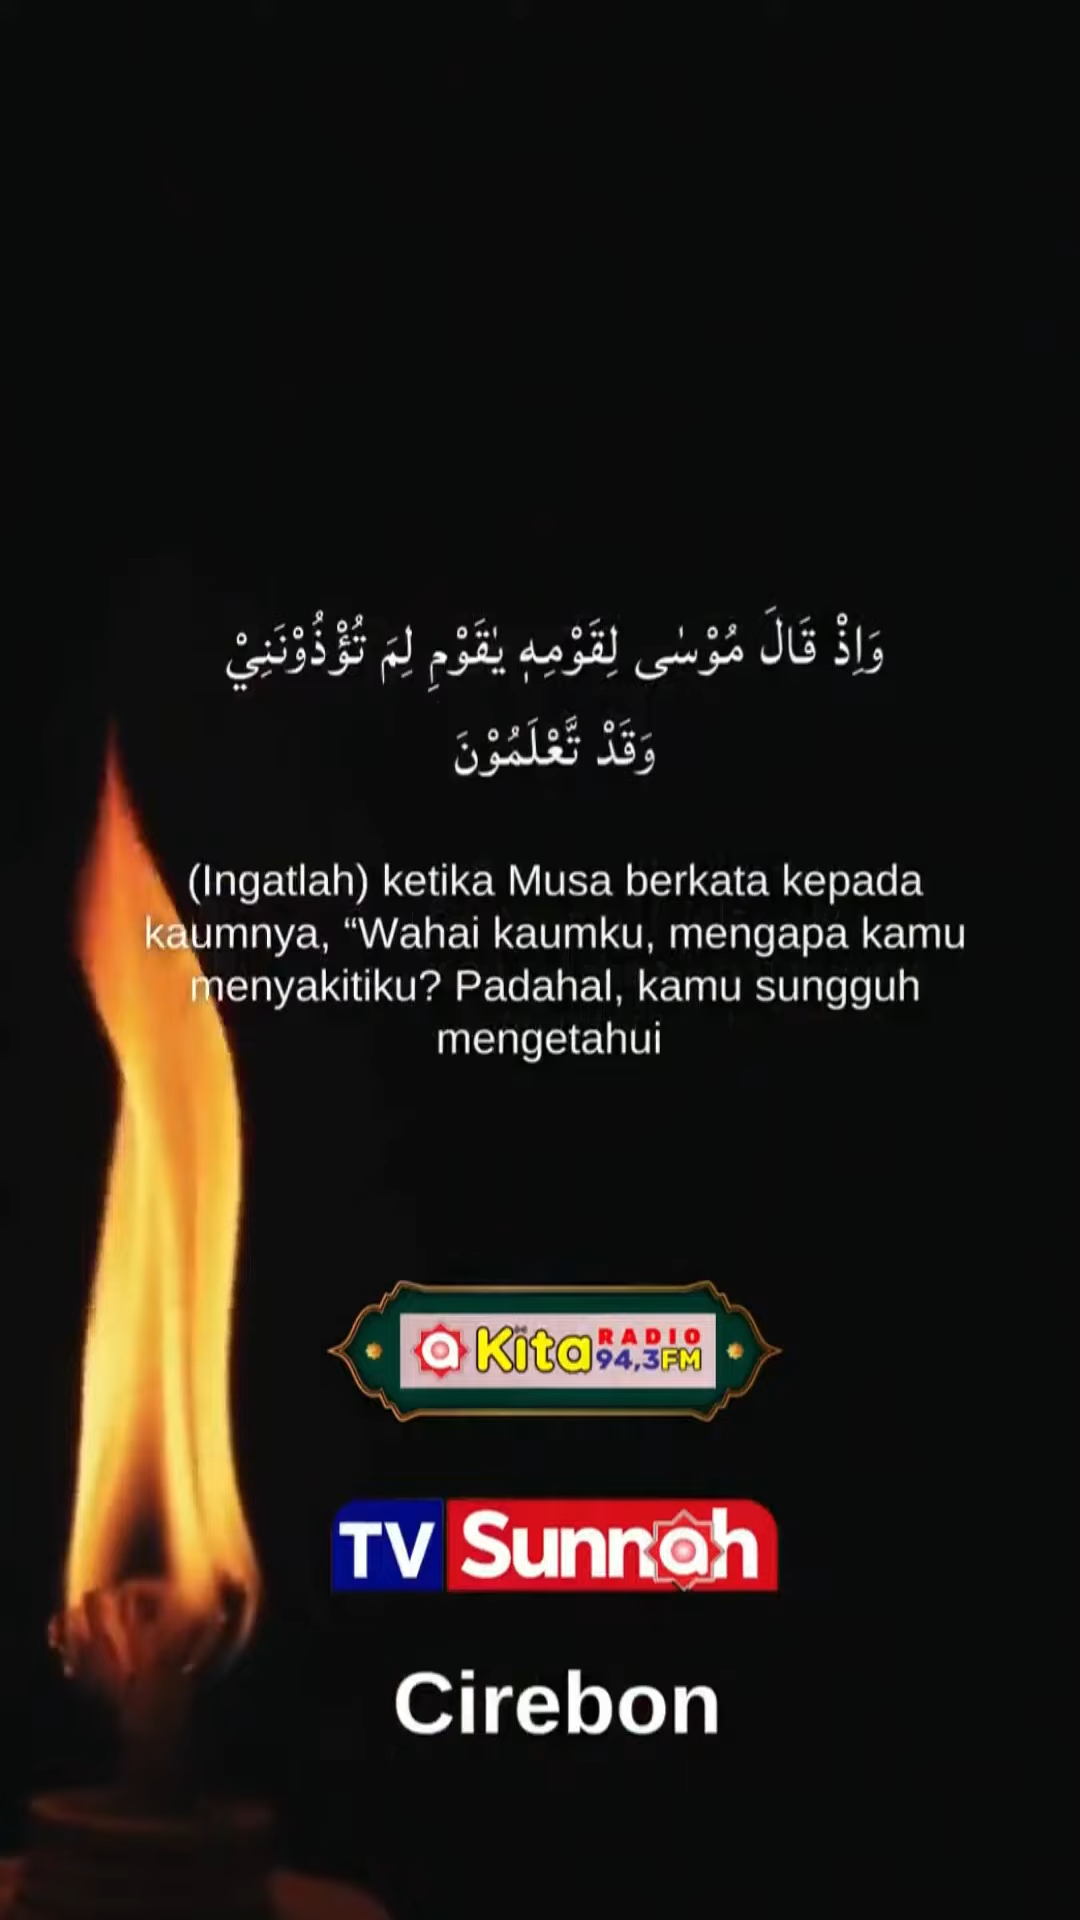 وَاِذْ قَالَ مُوْسٰى لِقَوْمِهٖ يٰقَوْمِ لِمَ تُؤْذُوْنَنِيْ
وَقَدْ تَّعْلَمُوْنَ
(Ingatlah) ketika Musa berkata kepada
kaumnya, “Wahai kaumku, mengapa kamu
menyakitiku? Padahal, kamu sungguh
mengetahui
Kita RADIO 94,3FM
TV Sunnah
Cirebon